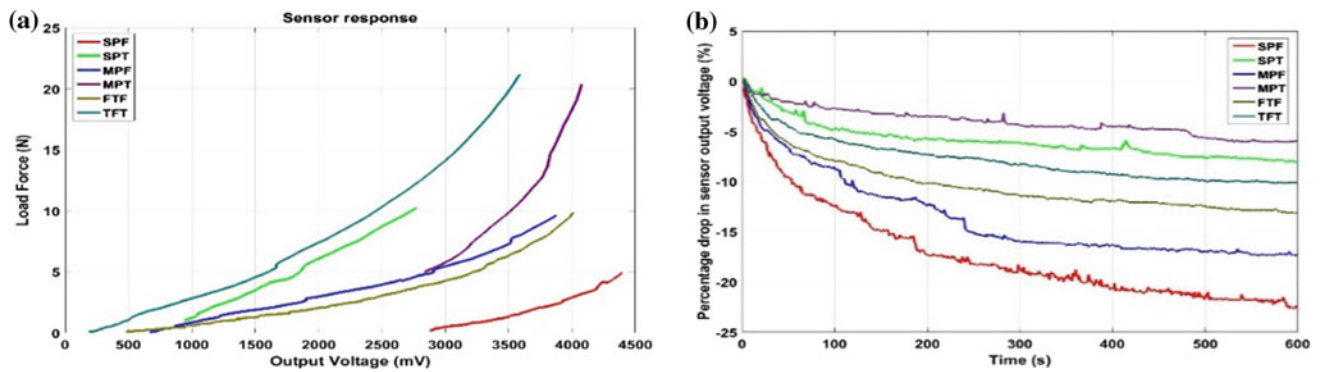 (a)
Sensor response
SPF
SPT
MPF
MPT
FTF
TFT
Load Force (N)
25
20
15
10
5
0
0 500 1000 1500 2000 2500 3000 3500 4000 4500
Output Voltage (mV)
(b)
SPF
SPT
MPF
MPT
FTF
TFT
Percentage drop in sensor output voltage (%)
5
0
-5
-10
-15
-20
-25
0 100 200 300 400 500 600
Time (s)